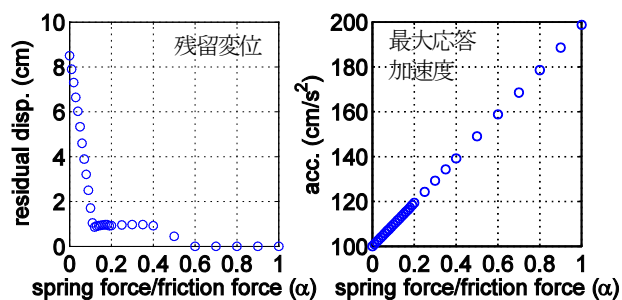 残留変位
residual disp. (cm)
10
8
6
4
2
0
0 0.2 0.4 0.6 0.8 1
spring force/friction force (α)
最大応答
加速度
acc. (cm/s²)
200
180
160
140
120
100
0 0.2 0.4 0.6 0.8 1
spring force/friction force (α)